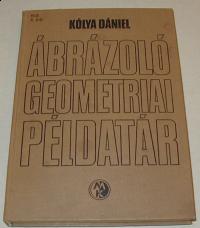 KÓLYA DÁNIEL
ÁBRÁZOLÓ
GEOMETRIAI
PÉLDATÁR